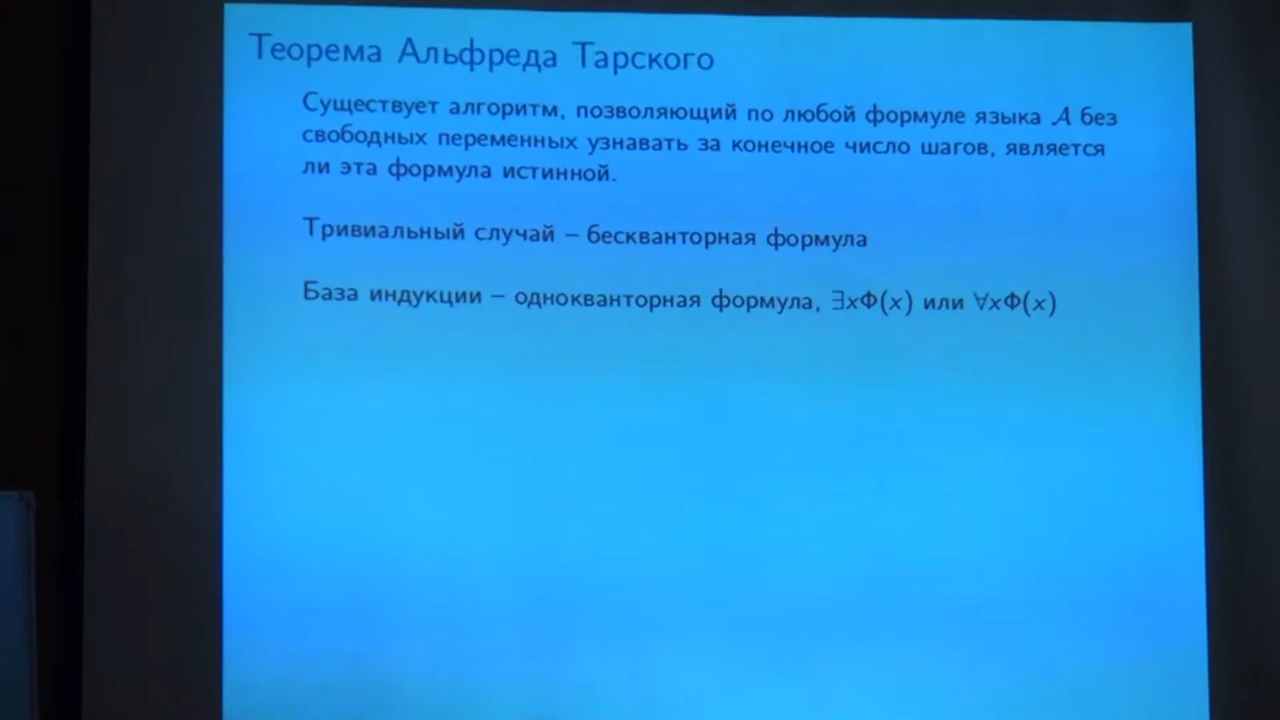 Теорема Альфреда Тарского
Существует алгоритм, позволяющий по любой формуле языка 𝒜 без
свободных переменных узнавать за конечное число шагов, является
ли эта формула истинной.
Тривиальный случай – бескванторная формула
База индукции – однокванторная формула, ∃xΦ(x) или ∀xΦ(x)